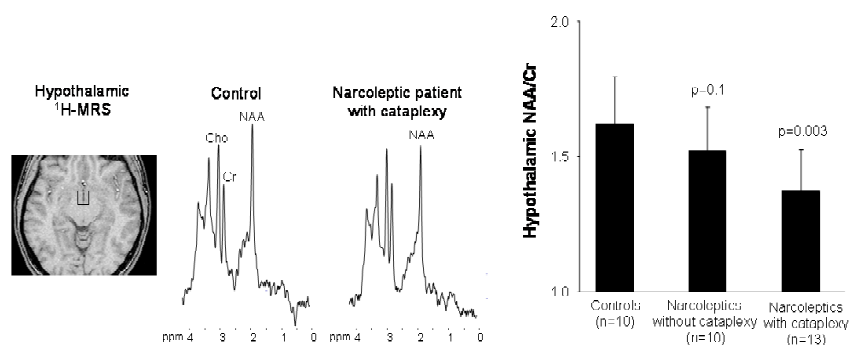 Hypothalamic
¹H-MRS
Control
Cho
Cr
NAA
ppm 4 3 2 1 0
Narcoleptic patient
with cataplexy
NAA
ppm 4 3 2 1 0
Hypothalamic NAA/Cr
2.0
1.5
1.0
p=0.1
p=0.003
Controls
(n=10)
Narcoleptics
without cataplexy
(n=10)
Narcoleptics
with cataplexy
(n=13)